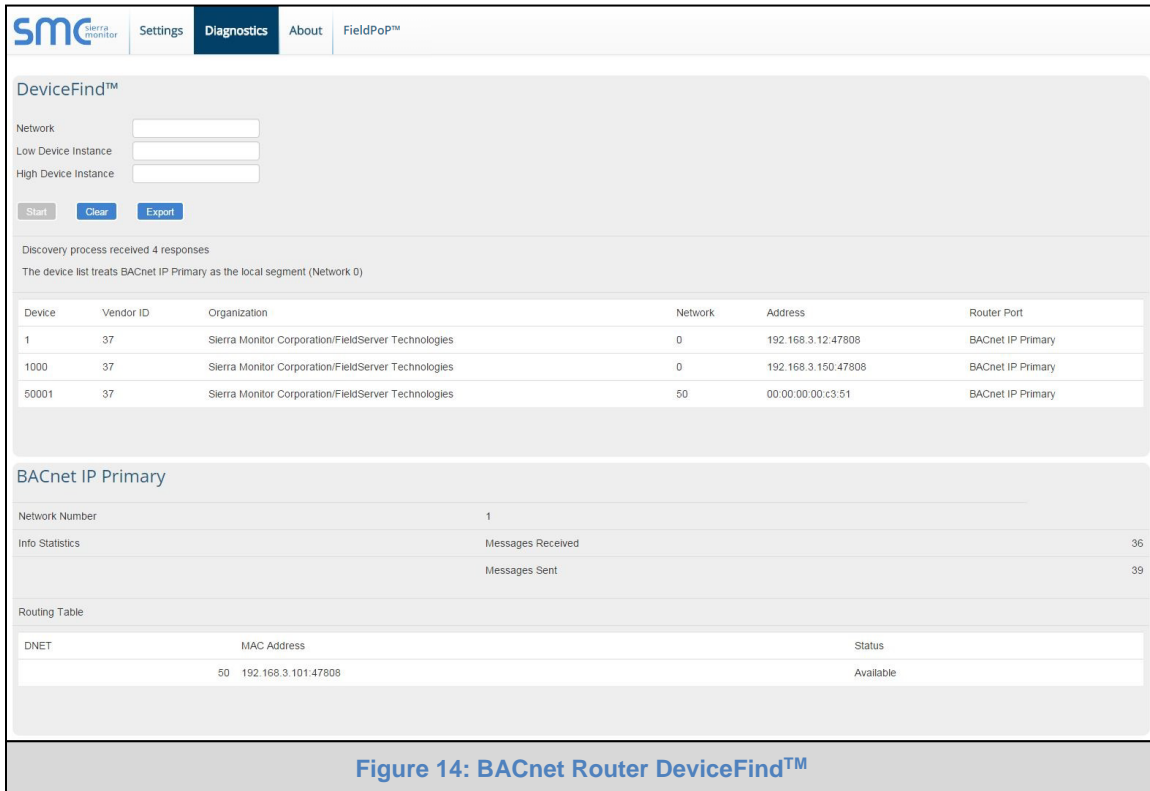 SMC sierra monitor Settings Diagnostics About FieldPoP™
DeviceFind™
Network
Low Device Instance
High Device Instance
Start Clear Export
Discovery process received 4 responses
The device list treats BACnet IP Primary as the local segment (Network 0)
Device Vendor ID Organization Network Address Router Port
1 37 Sierra Monitor Corporation/FieldServer Technologies 0 192.168.3.12:47808 BACnet IP Primary
1000 37 Sierra Monitor Corporation/FieldServer Technologies 0 192.168.3.150:47808 BACnet IP Primary
50001 37 Sierra Monitor Corporation/FieldServer Technologies 50 00:00:00:00:c3:51 BACnet IP Primary
BACnet IP Primary
Network Number 1
Info Statistics Messages Received 36
Messages Sent 39
Routing Table
DNET MAC Address Status
50 192.168.3.101:47808 Available
Figure 14: BACnet Router DeviceFind™